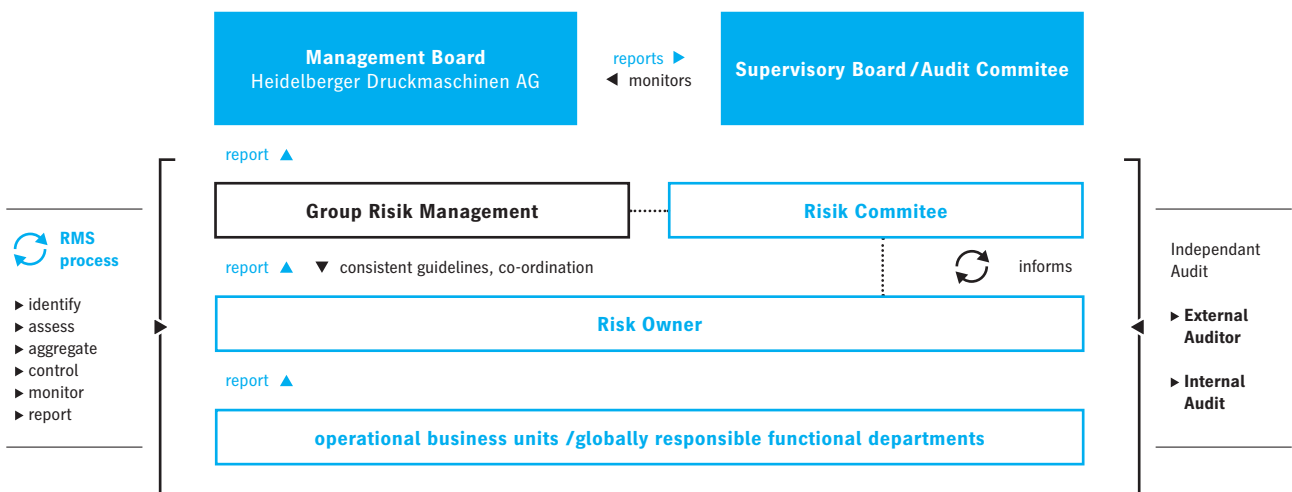 Management Board
Heidelberger Druckmaschinen AG
reports ▶
◀ monitors
Supervisory Board / Audit Commitee
report ▲
Group Risik Management
Risik Commitee
RMS
process
▶ identify
▶ assess
▶ aggregate
▶ control
▶ monitor
▶ report
report ▲ ▼ consistent guidelines, co-ordination
informs
Risk Owner
report ▲
operational business units / globally responsible functional departments
Independant
Audit
▶ External
Auditor
▶ Internal
Audit